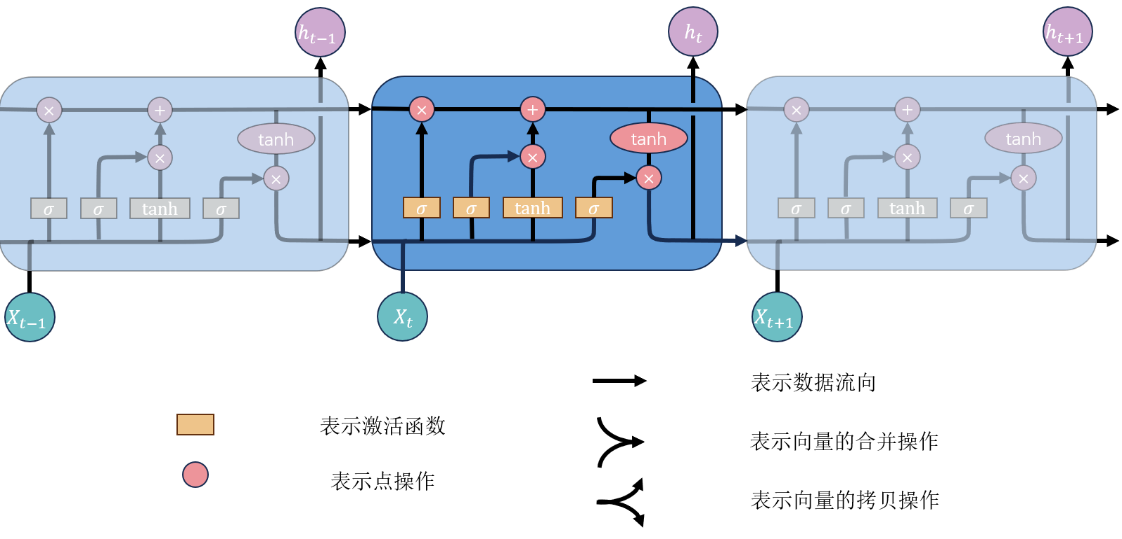 h_{t-1} h_t h_{t+1}
× + × + × +
tanh tanh tanh
× × × × × ×
σ σ tanh σ σ σ tanh σ σ σ tanh σ
X_{t-1} X_t X_{t+1}
表示数据流向
表示激活函数
表示向量的合并操作
表示点操作
表示向量的拷贝操作